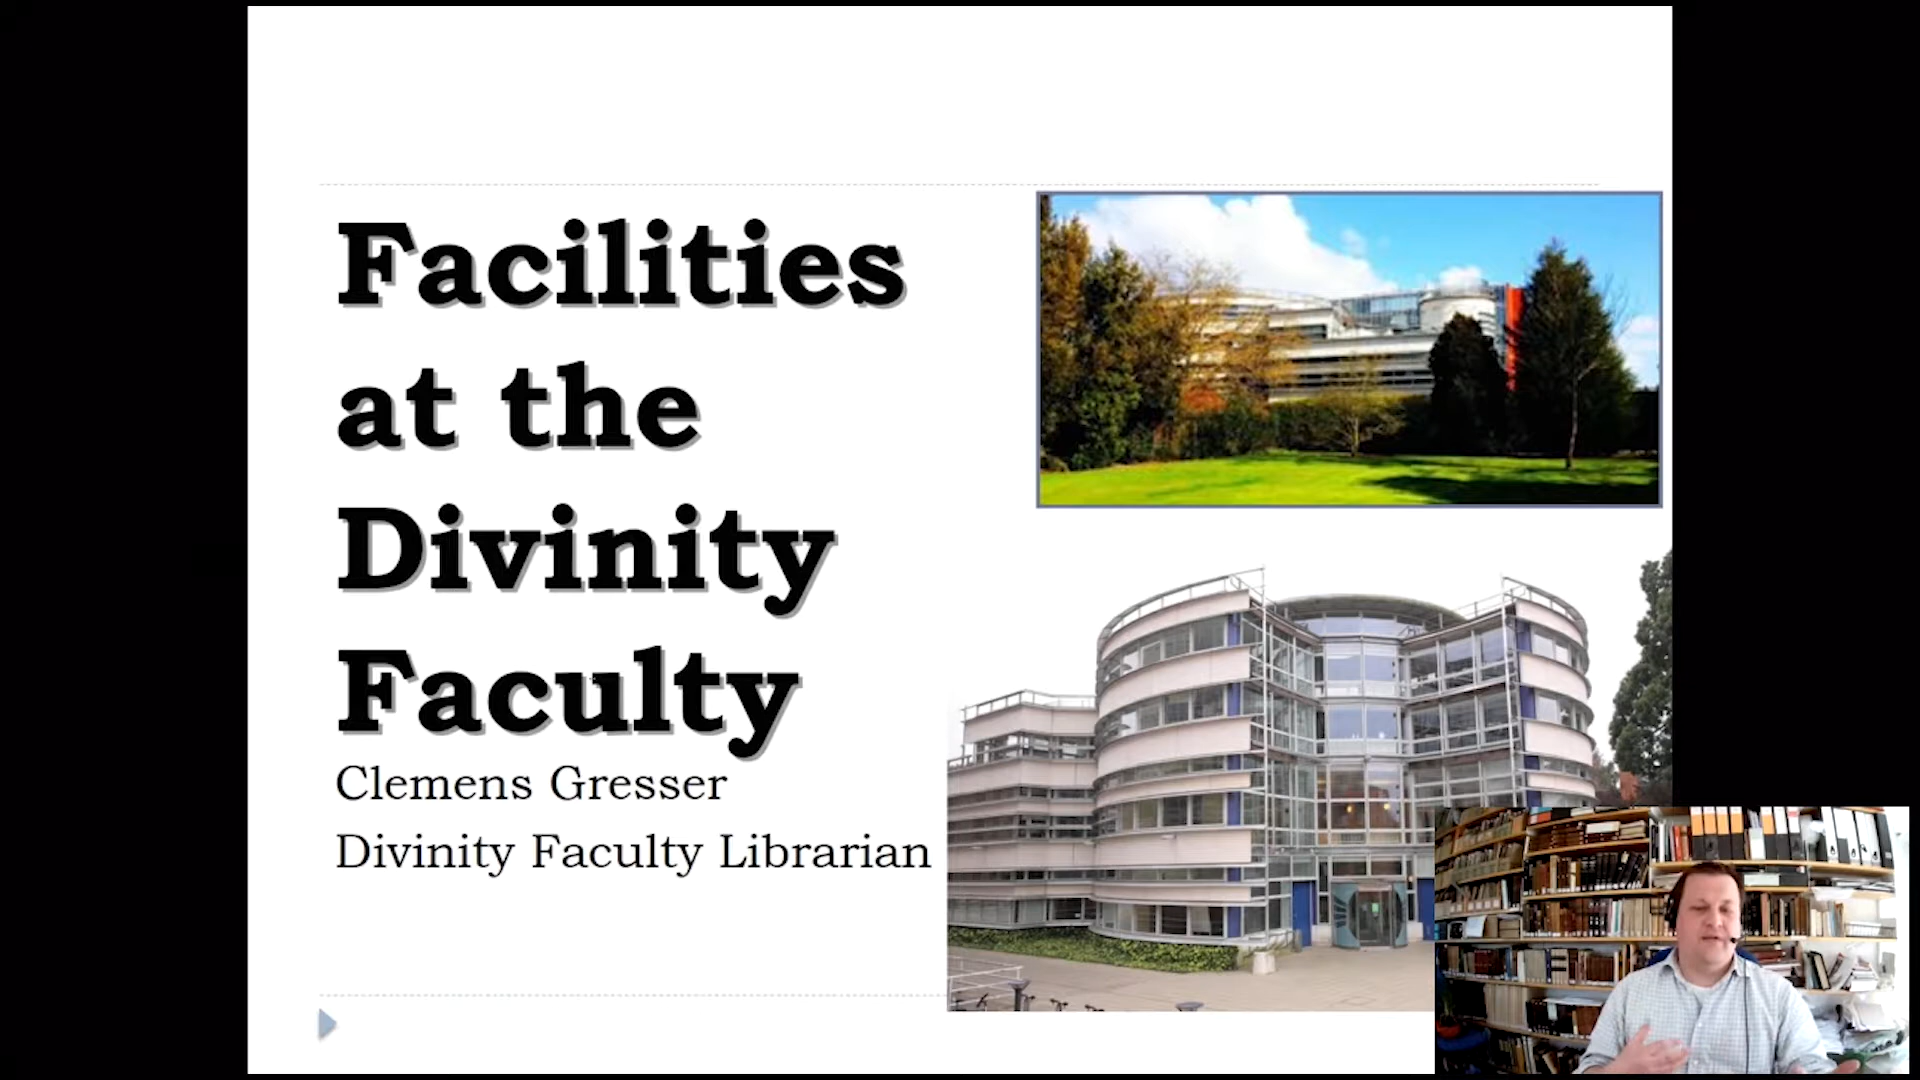 Facilities
at the
Divinity
Faculty
Clemens Gresser
Divinity Faculty Librarian